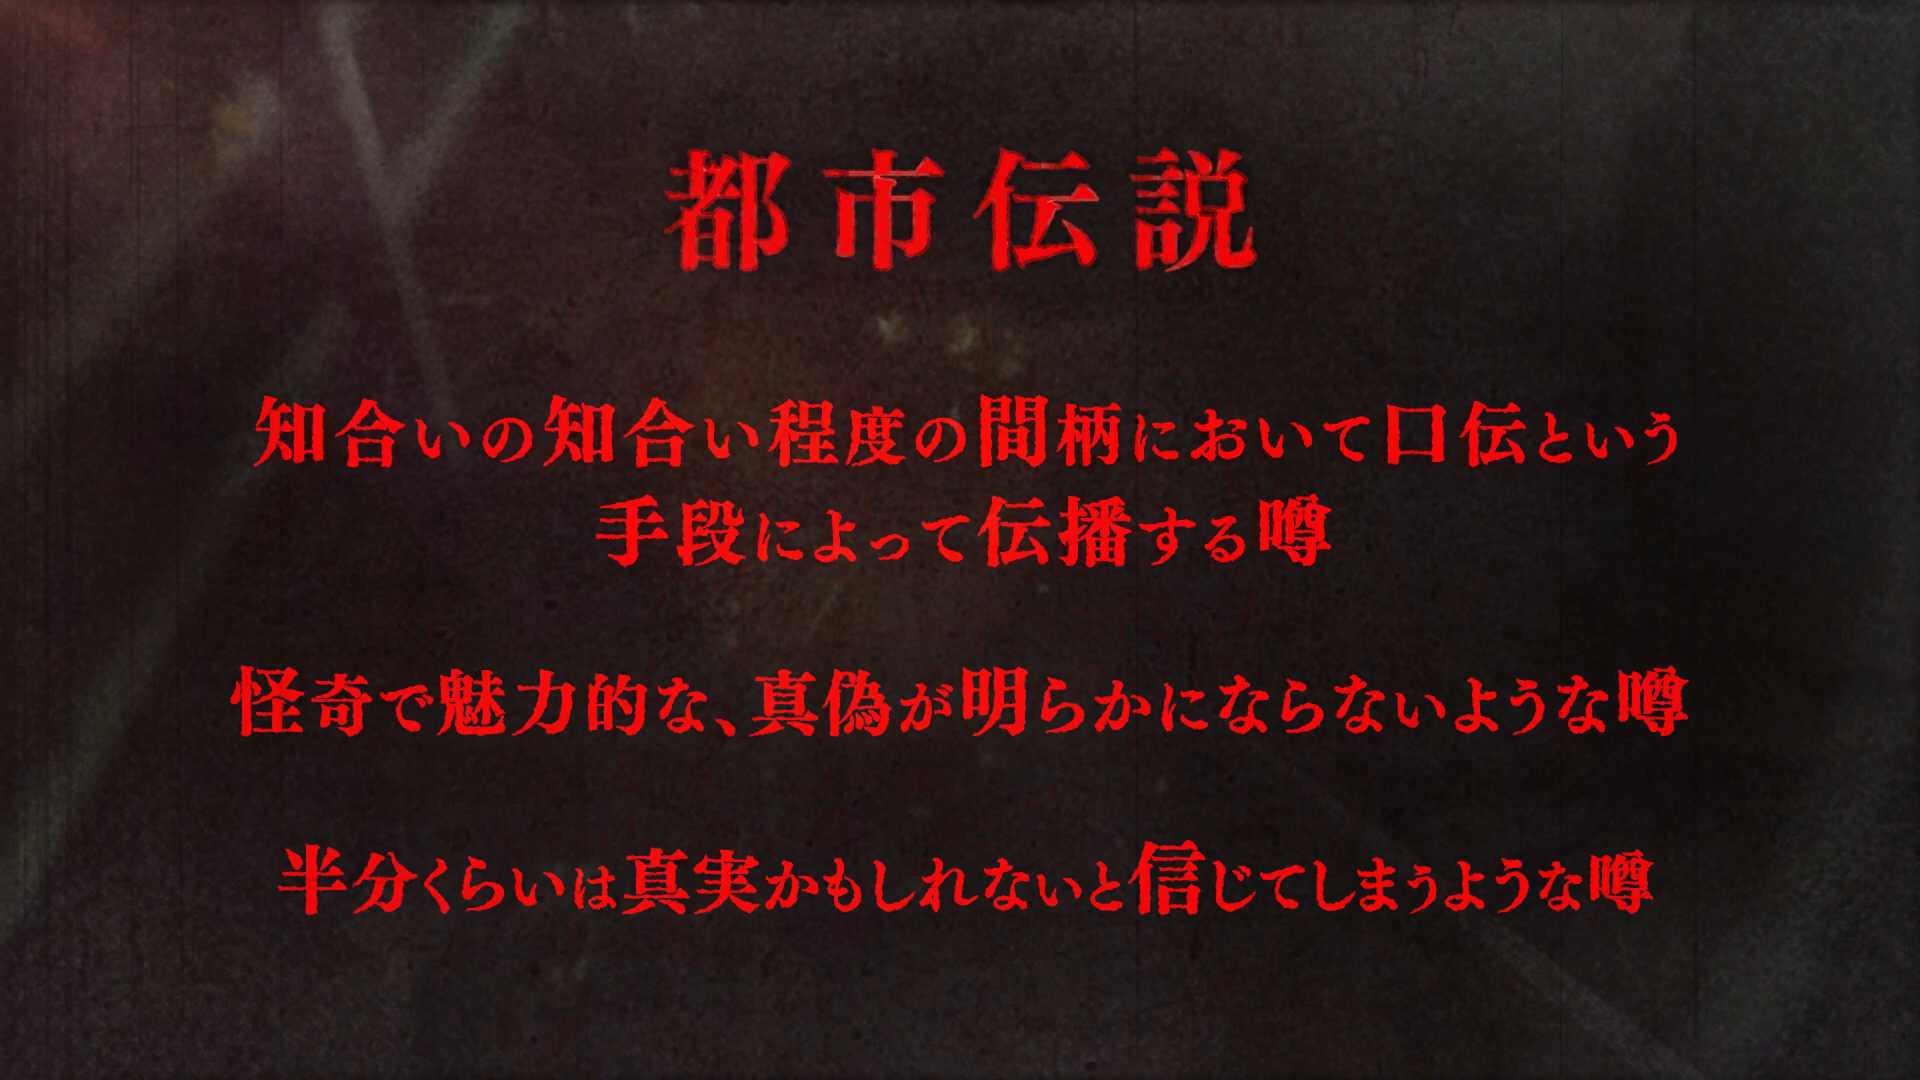 都市伝説
知合いの知合い程度の間柄において口伝という
手段によって伝播する噂
怪奇で魅力的な、真偽が明らかにならないような噂
半分くらいは真実かもしれないと信じてしまうような噂